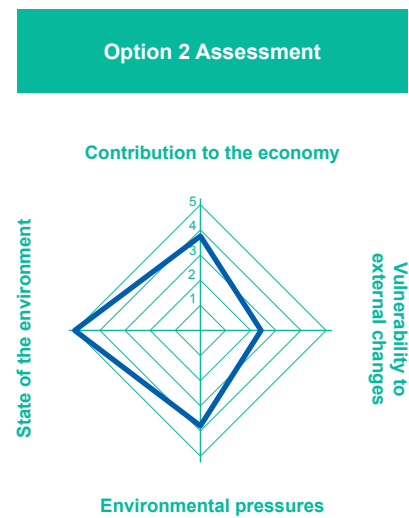 Option 2 Assessment
Contribution to the economy
5
4
3
2
1
State of the environment
Vulnerability to
external changes
Environmental pressures